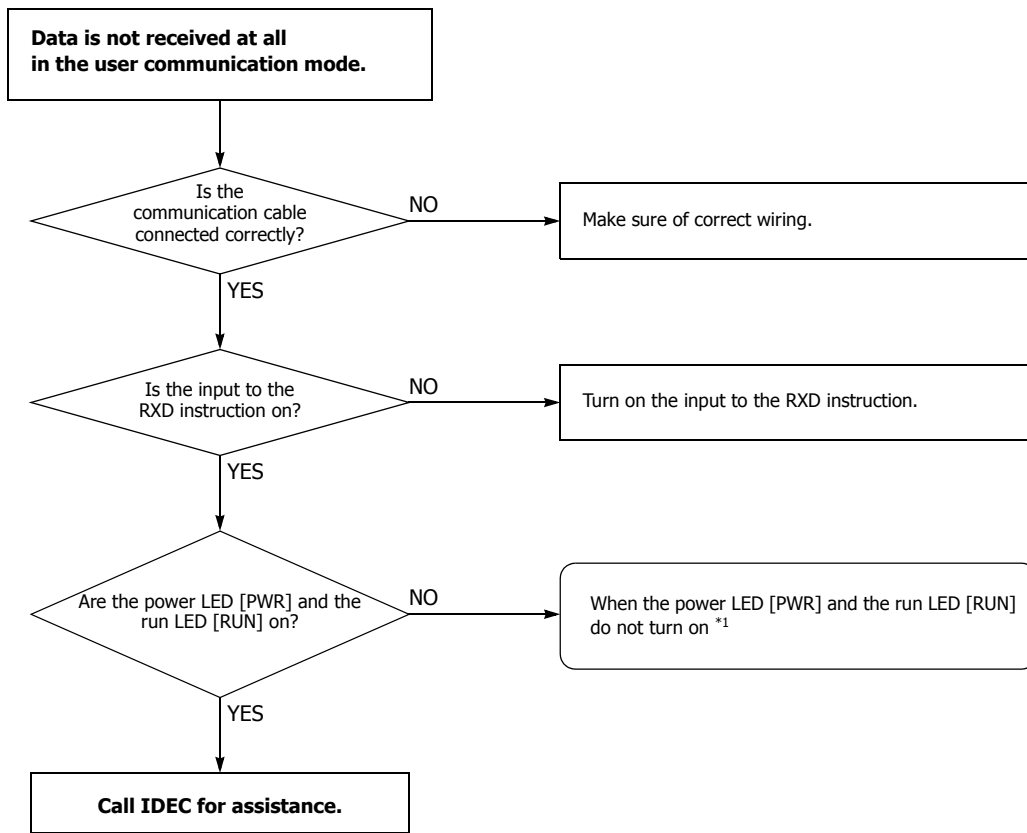 Data is not received at all
in the user communication mode.
Is the
communication cable
connected correctly?
NO
Make sure of correct wiring.
YES
Is the input to the
RXD instruction on?
NO
Turn on the input to the RXD instruction.
YES
Are the power LED [PWR] and the
run LED [RUN] on?
NO
When the power LED [PWR] and the run LED [RUN]
do not turn on *1
YES
Call IDEC for assistance.